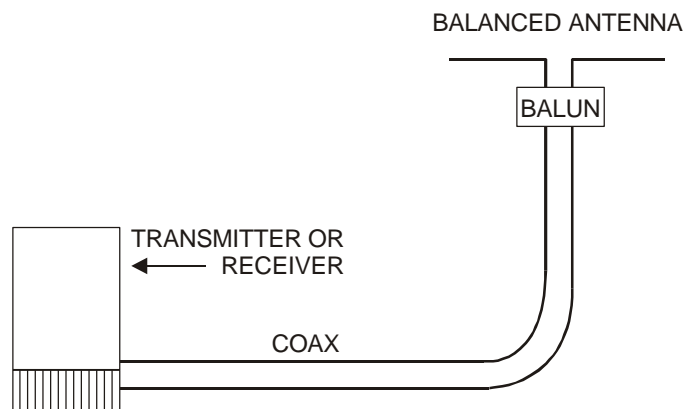 BALANCED ANTENNA
BALUN
TRANSMITTER OR
RECEIVER
COAX